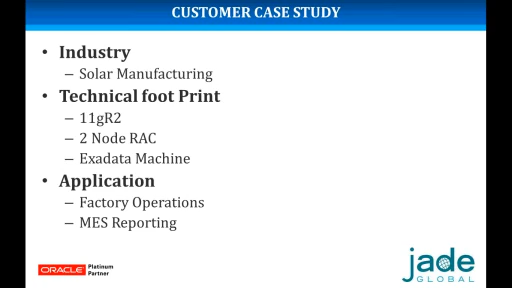 CUSTOMER CASE STUDY
• Industry
– Solar Manufacturing
• Technical foot Print
– 11gR2
– 2 Node RAC
– Exadata Machine
• Application
– Factory Operations
– MES Reporting
ORACLE Platinum
Partner
jade
GLOBAL